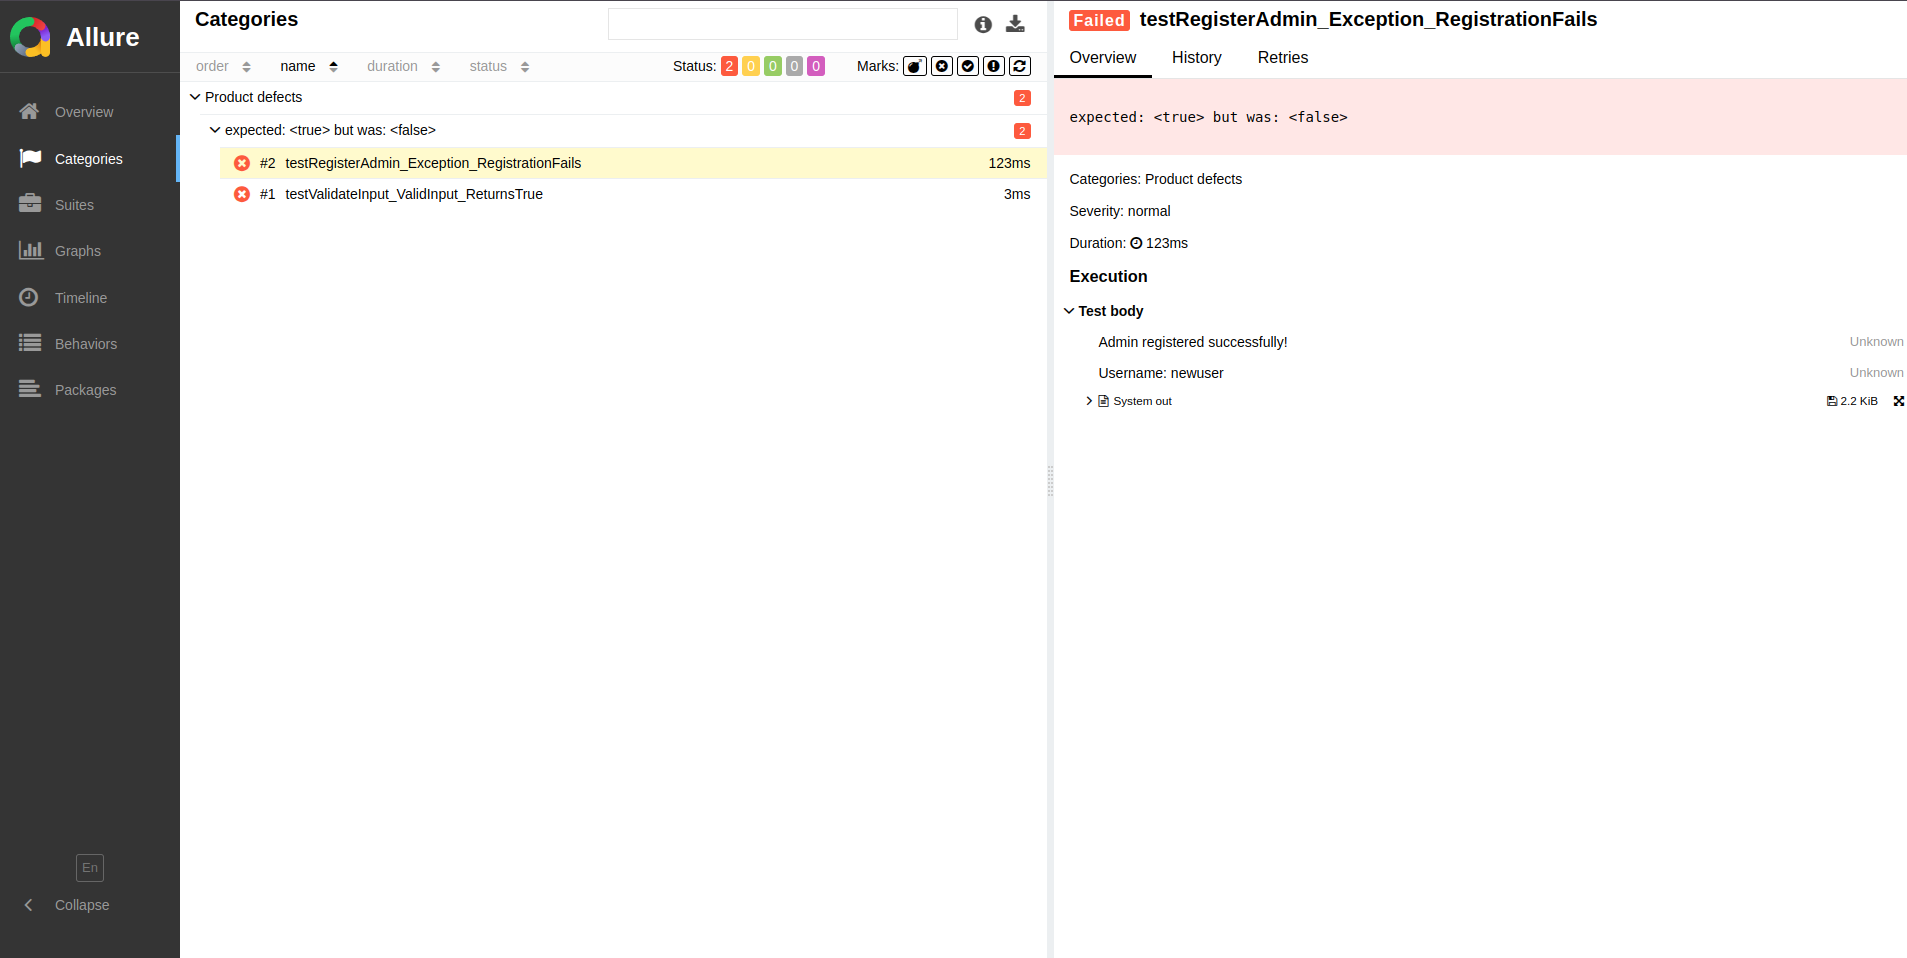 Allure
Overview
Categories
Suites
Graphs
Timeline
Behaviors
Packages
En
Collapse
Categories
order name duration status Status: 2 0 0 0 0 Marks:
Product defects 2
expected: <true> but was: <false> 2
#2 testRegisterAdmin_Exception_RegistrationFails 123ms
#1 testValidateInput_ValidInput_ReturnsTrue 3ms
Failed testRegisterAdmin_Exception_RegistrationFails
Overview History Retries
expected: <true> but was: <false>
Categories: Product defects
Severity: normal
Duration: 123ms
Execution
Test body
Admin registered successfully! Unknown
Username: newuser Unknown
System out 2.2 KiB